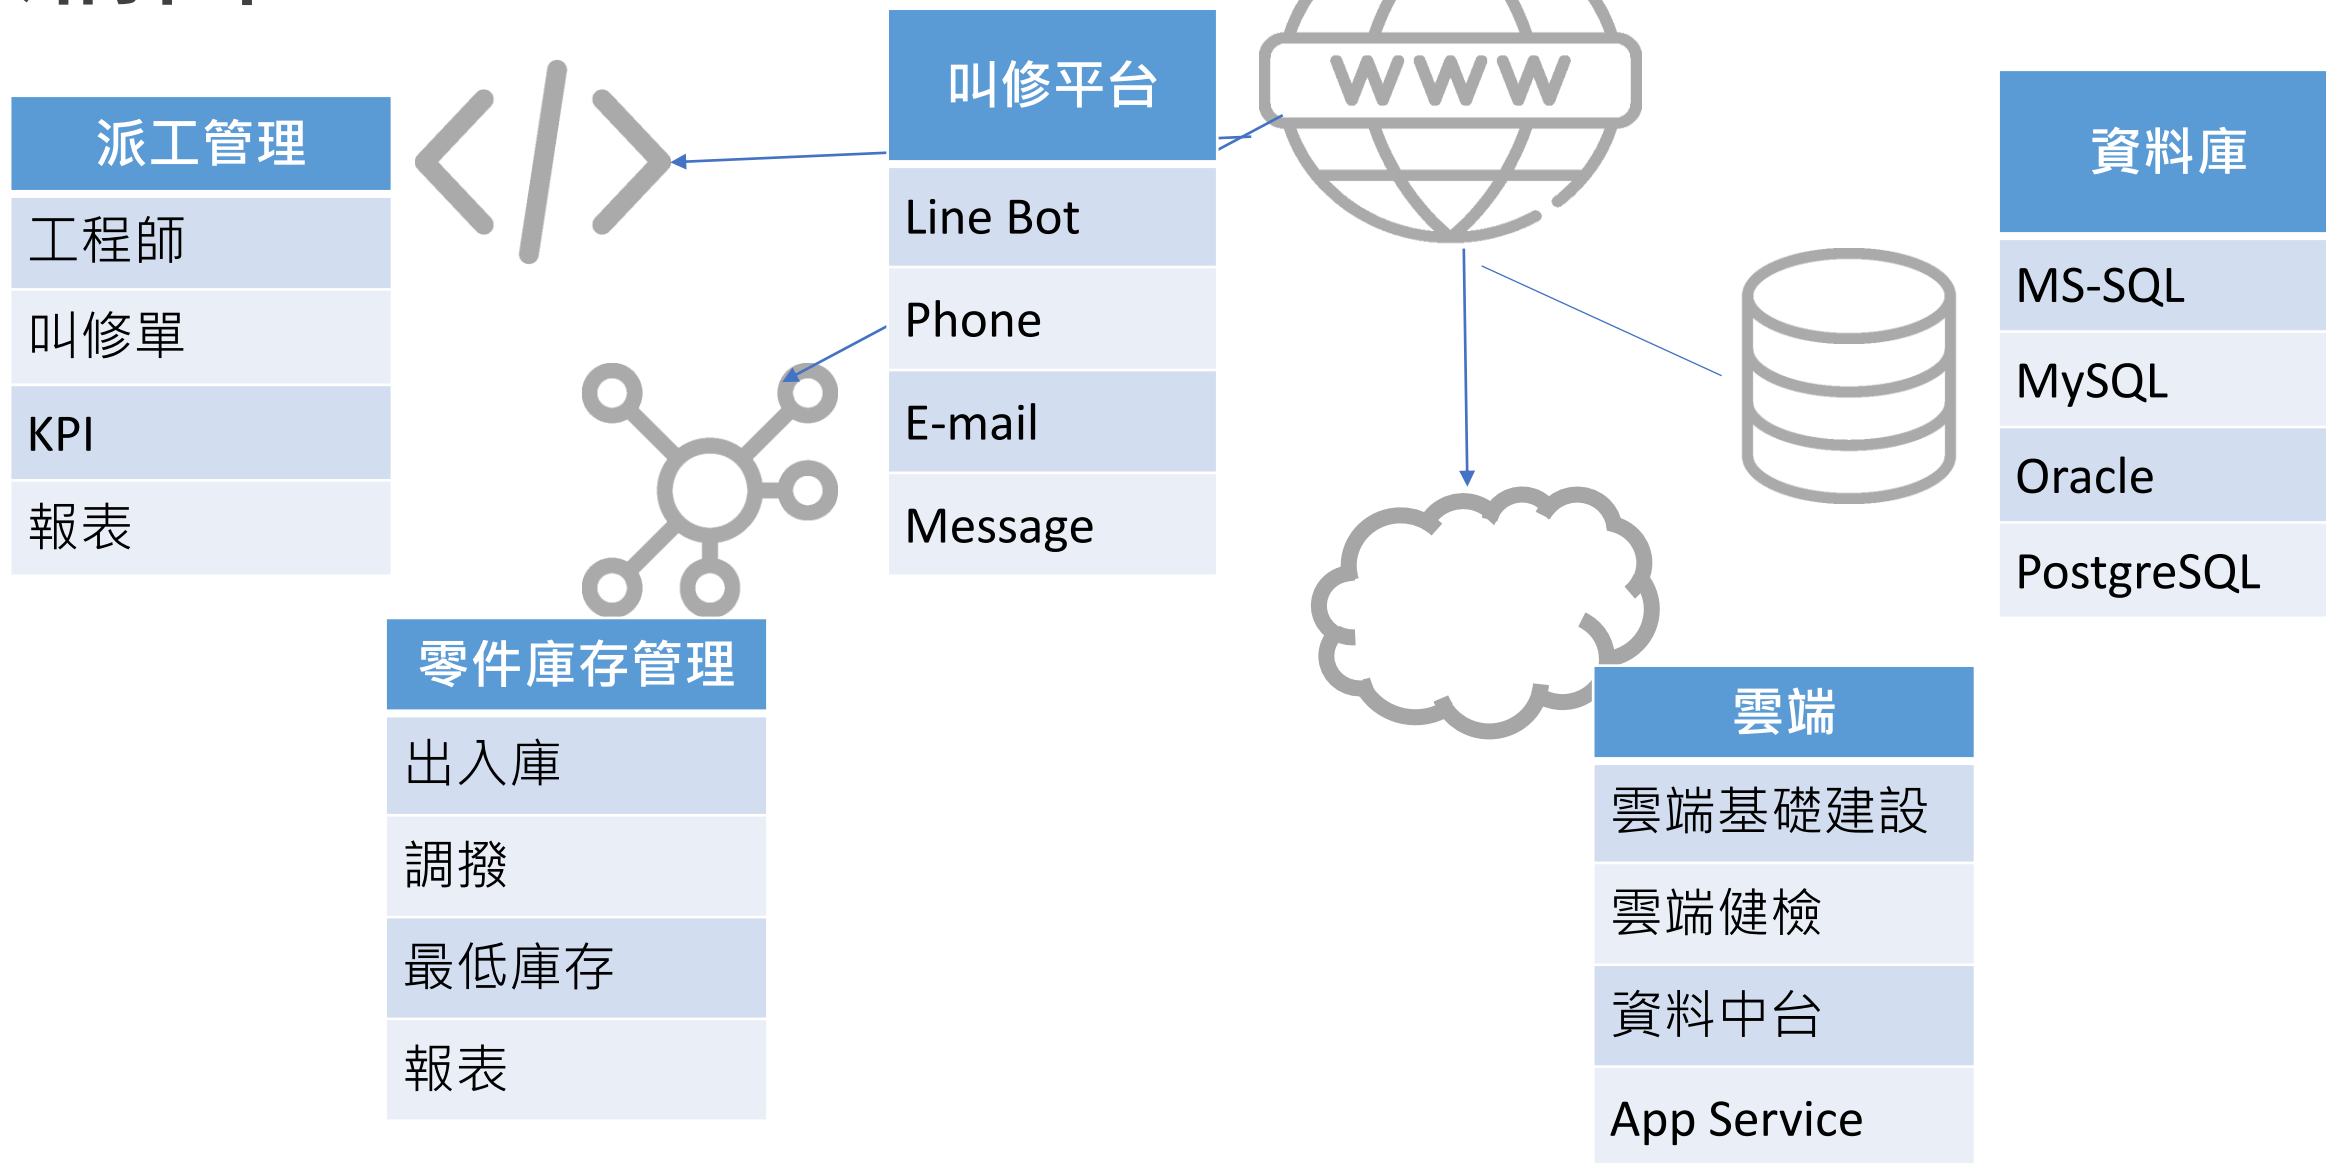 叫修平台
Line Bot
Phone
E-mail
Message
WWW
派工管理
工程師
叫修單
KPI
報表
資料庫
MS-SQL
MySQL
Oracle
PostgreSQL
零件庫存管理
出入庫
調撥
最低庫存
報表
雲端
雲端基礎建設
雲端健檢
資料中台
App Service